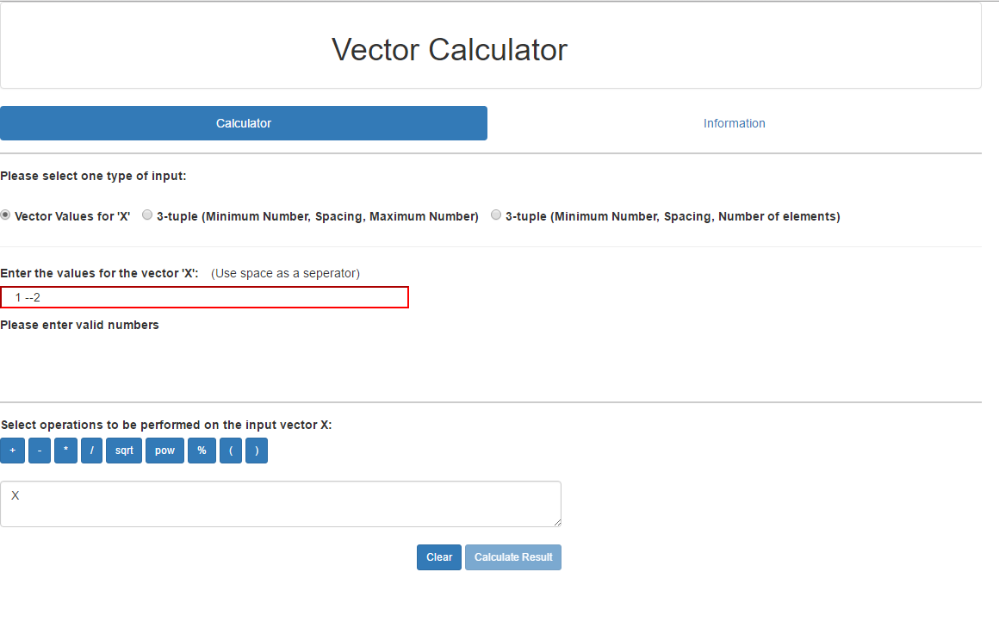 Vector Calculator
Calculator Information
Please select one type of input:
Vector Values for 'X' 3-tuple (Minimum Number, Spacing, Maximum Number) 3-tuple (Minimum Number, Spacing, Number of elements)
Enter the values for the vector 'X': (Use space as a seperator)
1 --2
Please enter valid numbers
Select operations to be performed on the input vector X:
+ - * / sqrt pow % ( )
X
Clear Calculate Result